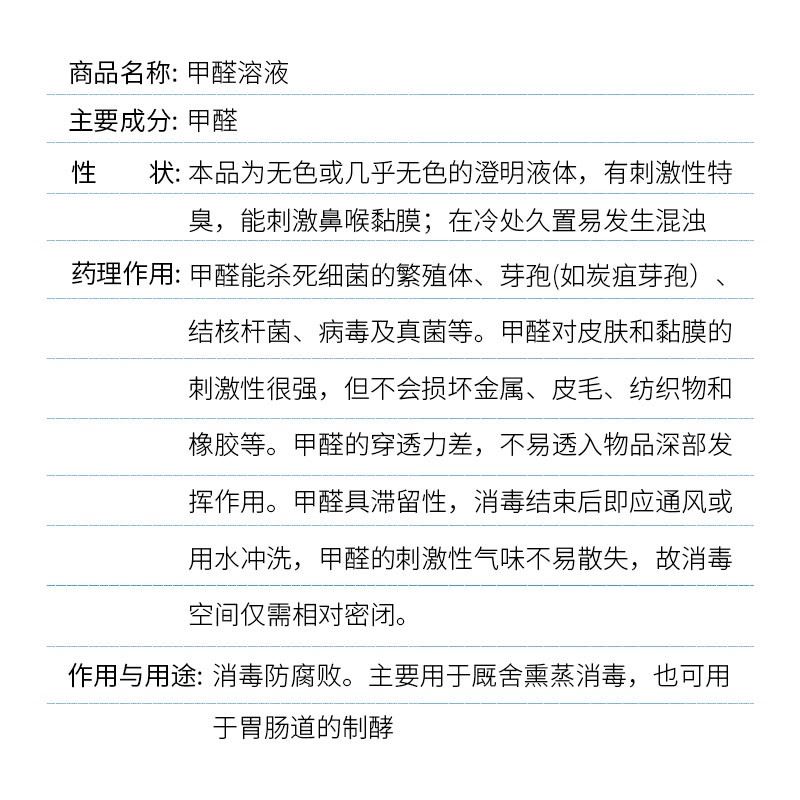 商品名称: 甲醛溶液
主要成分: 甲醛
性　　状: 本品为无色或几乎无色的澄明液体，有刺激性特
臭，能刺激鼻喉黏膜；在冷处久置易发生混浊
药理作用: 甲醛能杀死细菌的繁殖体、芽孢(如炭疽芽孢）、
结核杆菌、病毒及真菌等。甲醛对皮肤和黏膜的
刺激性很强，但不会损坏金属、皮毛、纺织物和
橡胶等。甲醛的穿透力差，不易透入物品深部发
挥作用。甲醛具滞留性，消毒结束后即应通风或
用水冲洗，甲醛的刺激性气味不易散失，故消毒
空间仅需相对密闭。
作用与用途: 消毒防腐败。主要用于厩舍熏蒸消毒，也可用
于胃肠道的制酵